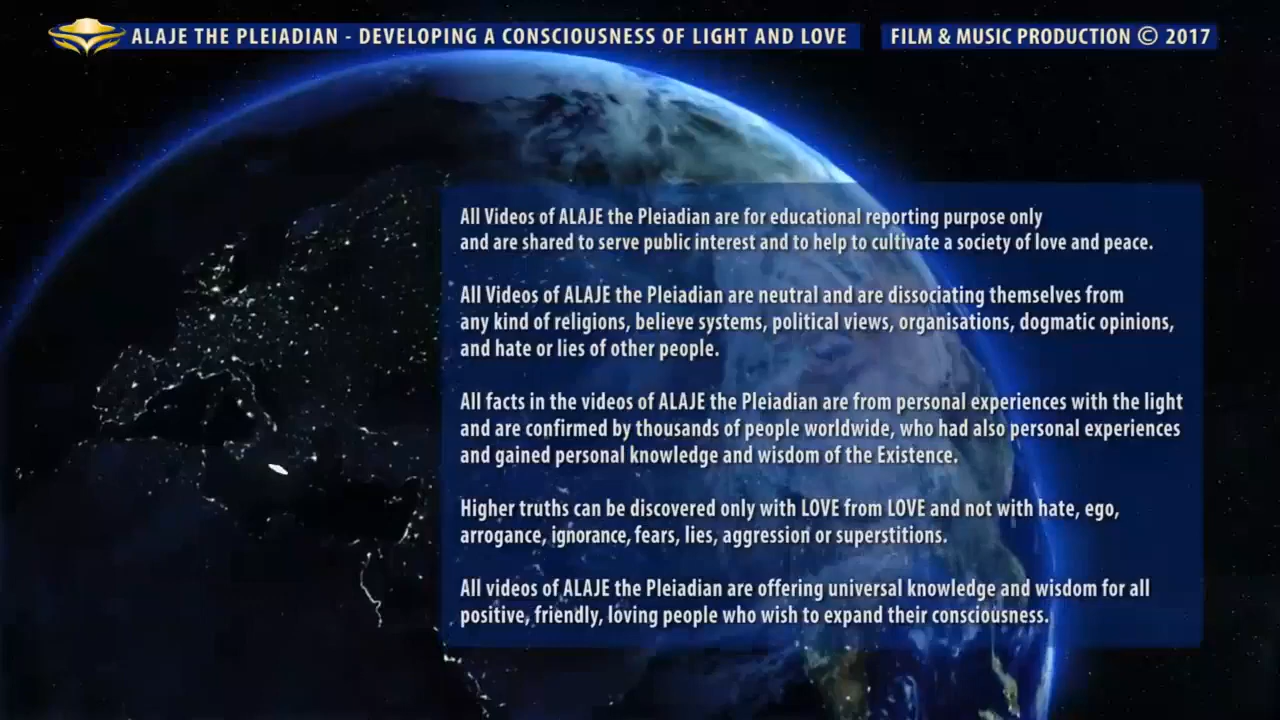 ALAJE THE PLEIADIAN - DEVELOPING A CONSCIOUSNESS OF LIGHT AND LOVE
FILM & MUSIC PRODUCTION © 2017
All Videos of ALAJE the Pleiadian are for educational reporting purpose only
and are shared to serve public interest and to help to cultivate a society of love and peace.
All Videos of ALAJE the Pleiadian are neutral and are dissociating themselves from
any kind of religions, believe systems, political views, organisations, dogmatic opinions,
and hate or lies of other people.
All facts in the videos of ALAJE the Pleiadian are from personal experiences with the light
and are confirmed by thousands of people worldwide, who had also personal experiences
and gained personal knowledge and wisdom of the Existence.
Higher truths can be discovered only with LOVE from LOVE and not with hate, ego,
arrogance, ignorance, fears, lies, aggression or superstitions.
All videos of ALAJE the Pleiadian are offering universal knowledge and wisdom for all
positive, friendly, loving people who wish to expand their consciousness.